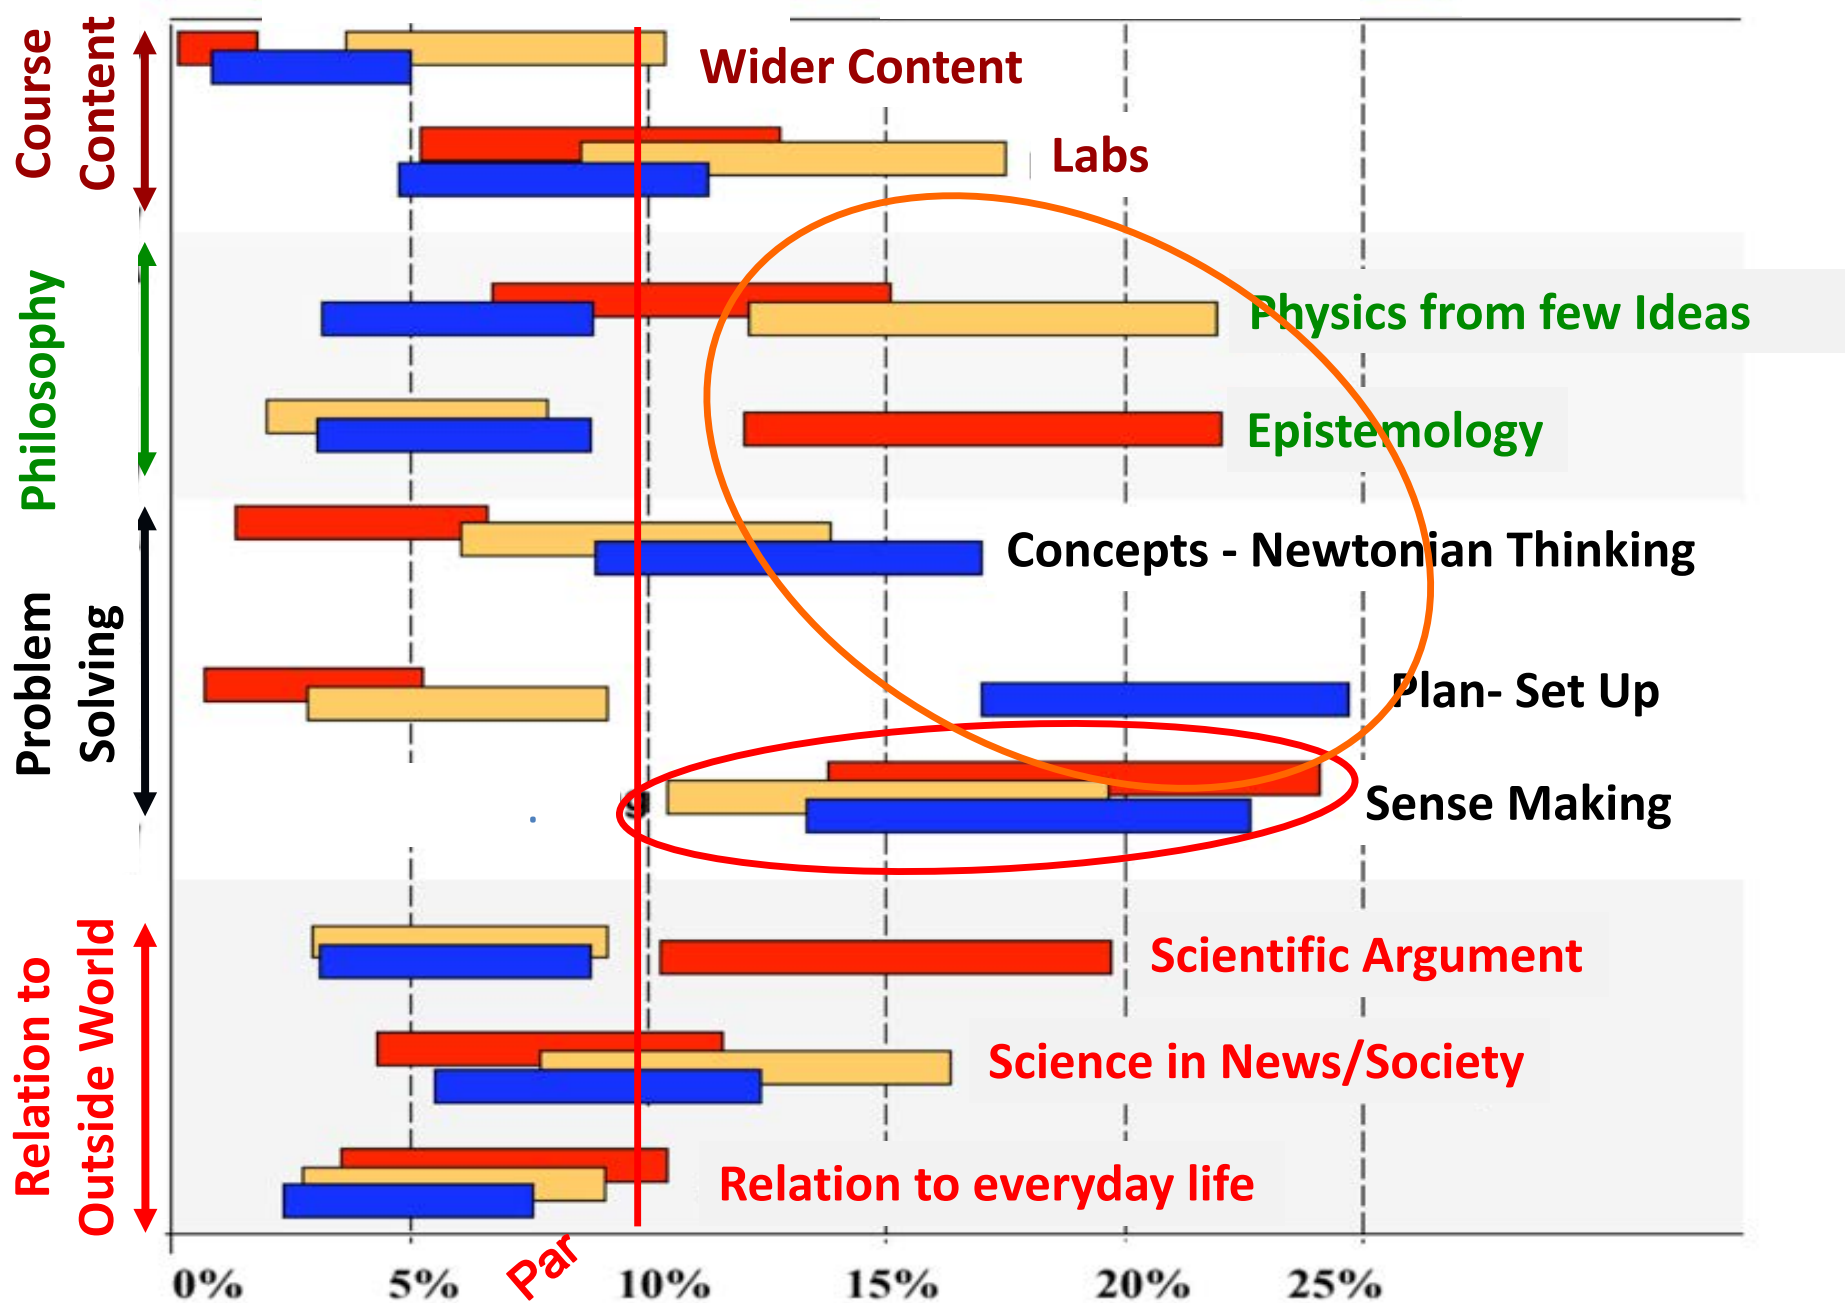 Course
Content
Wider Content
Labs
Philosophy
Physics from few Ideas
Epistemology
Problem
Solving
Concepts - Newtonian Thinking
Plan- Set Up
Sense Making
Relation to
Outside World
Scientific Argument
Science in News/Society
Relation to everyday life
Par
0% 5% 10% 15% 20% 25%